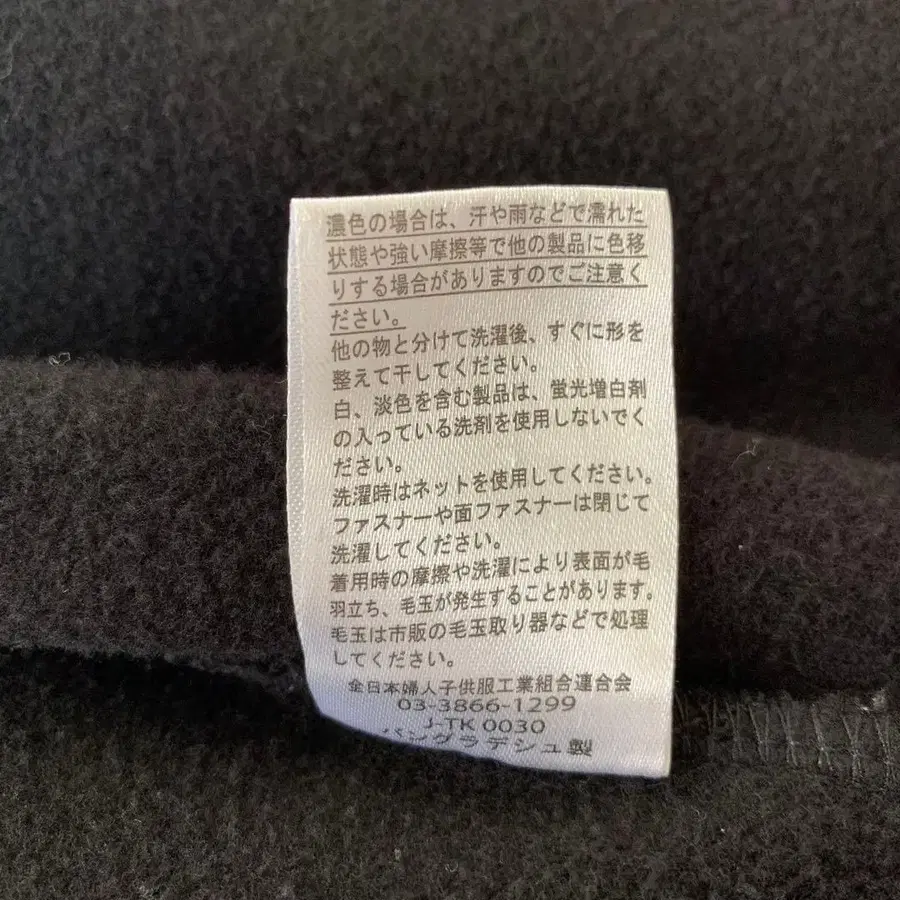 濃色の場合は、汗や雨などで濡れた
状態や強い摩擦等で他の製品に色移
りする場合がありますのでご注意く
ださい。
他の物と分けて洗濯後、すぐに形を
整えて干してください。
白、淡色を含む製品は、蛍光増白剤
の入っている洗剤を使用しないでく
ださい。
洗濯時はネットを使用してください。
ファスナーや面ファスナーは閉じて
洗濯してください。
着用時の摩擦や洗濯により表面が毛
羽立ち、毛玉が発生することがあります。
毛玉は市販の毛玉取り器などで処理
してください。
全日本婦人子供服工業組合連合会
03-3866-1299
J-TK 0030
バングラデシュ製